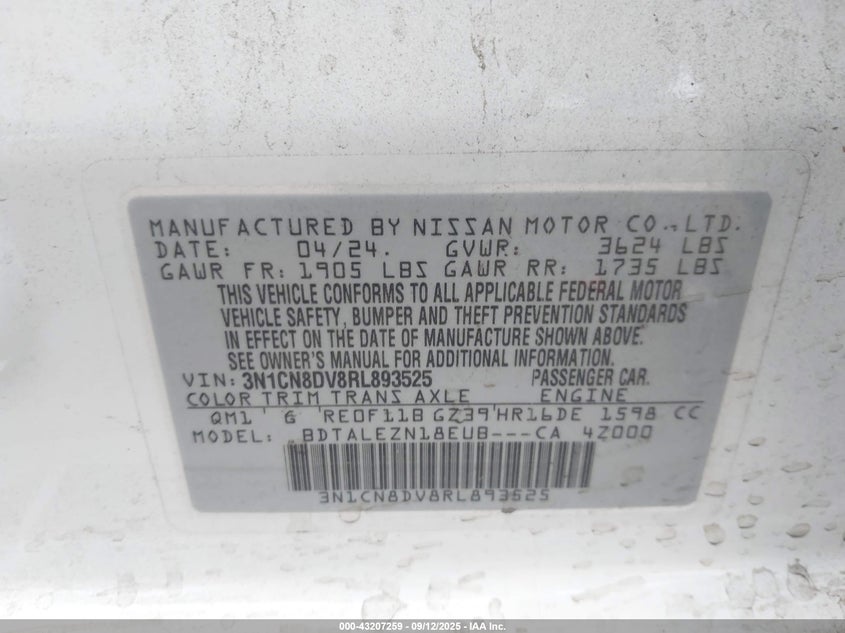 MANUFACTURED BY NISSAN MOTOR CO.,LTD.
DATE: 04/24. GVWR: 3624 LBS
GAWR FR: 1905 LBS GAWR RR: 1735 LBS
THIS VEHICLE CONFORMS TO ALL APPLICABLE FEDERAL MOTOR
VEHICLE SAFETY, BUMPER AND THEFT PREVENTION STANDARDS
IN EFFECT ON THE DATE OF MANUFACTURE SHOWN ABOVE.
SEE OWNER'S MANUAL FOR ADDITIONAL INFORMATION.
VIN: 3N1CN8DV8RL893525 PASSENGER CAR.
COLOR TRIM TRANS AXLE ENGINE
QM1 G RE0F11B GZ39 HR16DE 1598 CC
MODEL: BDTALEZN18EUB---CA 4Z000
3N1CN8DV8RL893525
000-43207259 - 09/12/2025 - IAA Inc.